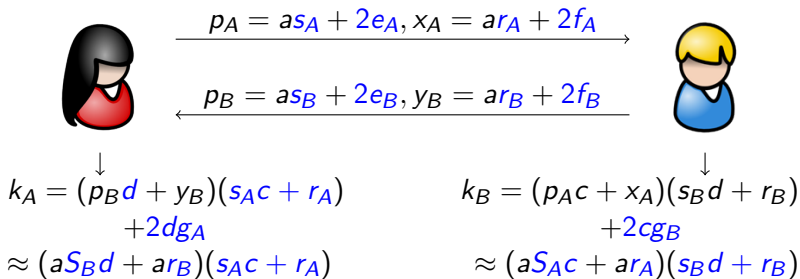 p_A = as_A + 2e_A, x_A = ar_A + 2f_A
p_B = as_B + 2e_B, y_B = ar_B + 2f_B
k_A = (p_B d + y_B)(s_A c + r_A)
+2dg_A
≈ (aS_B d + ar_B)(s_A c + r_A)
k_B = (p_A c + x_A)(s_B d + r_B)
+2cg_B
≈ (aS_A c + ar_A)(s_B d + r_B)